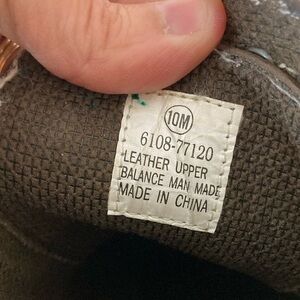 10M
6108-77120
LEATHER UPPER
BALANCE MAN MADE
MADE IN CHINA